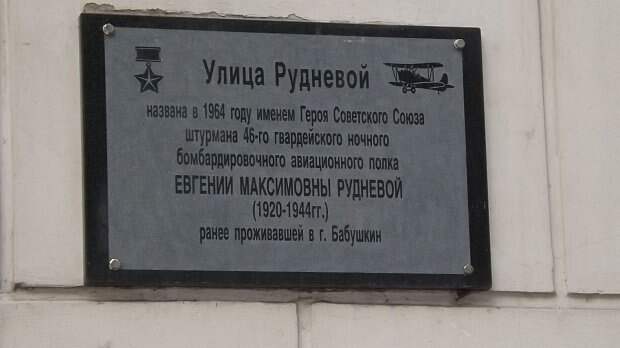 Улица Рудневой
названа в 1964 году именем Героя Советского Союза
штурмана 46-го гвардейского ночного
бомбардировочного авиационного полка
ЕВГЕНИИ МАКСИМОВНЫ РУДНЕВОЙ
(1920-1944гг.)
ранее проживавшей в г. Бабушкин